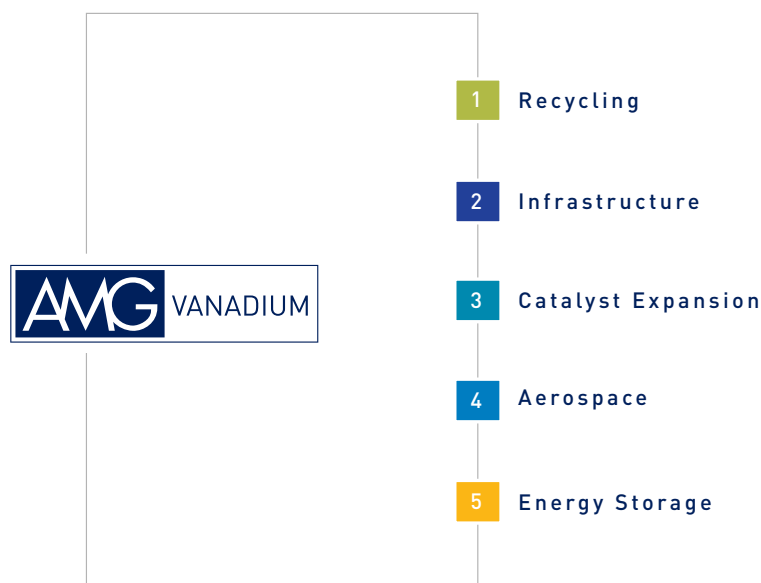 1 Recycling
2 Infrastructure
AMG VANADIUM
3 Catalyst Expansion
4 Aerospace
5 Energy Storage